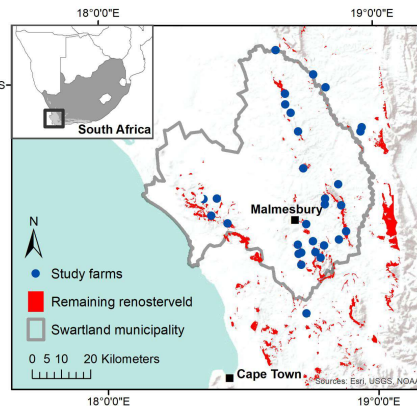 18°0'0"E 19°0'0"E
S
South Africa
Malmesbury
N
Study farms
Remaining renosterveld
Swartland municipality
0 5 10 20 Kilometers
Cape Town
Sources: Esri, USGS, NOAA
18°0'0"E 19°0'0"E